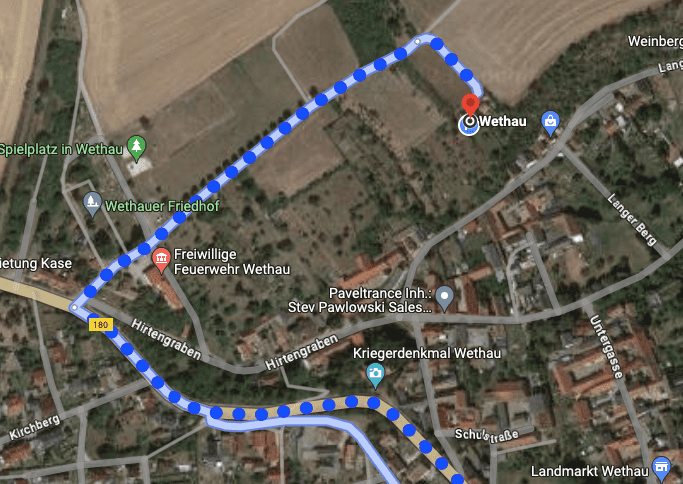 Weinberg
Lang
Wethau
Spielplatz in Wethau
Wethauer Friedhof
Langer Berg
ietung Kase
Freiwillige
Feuerwehr Wethau
Paveltrance Inh.:
Stev Pawlowski Sales...
180
Hirtengraben
Hirtengraben
Untergasse
Kriegerdenkmal Wethau
Kirchberg
Schulstraße
Landmarkt Wethau